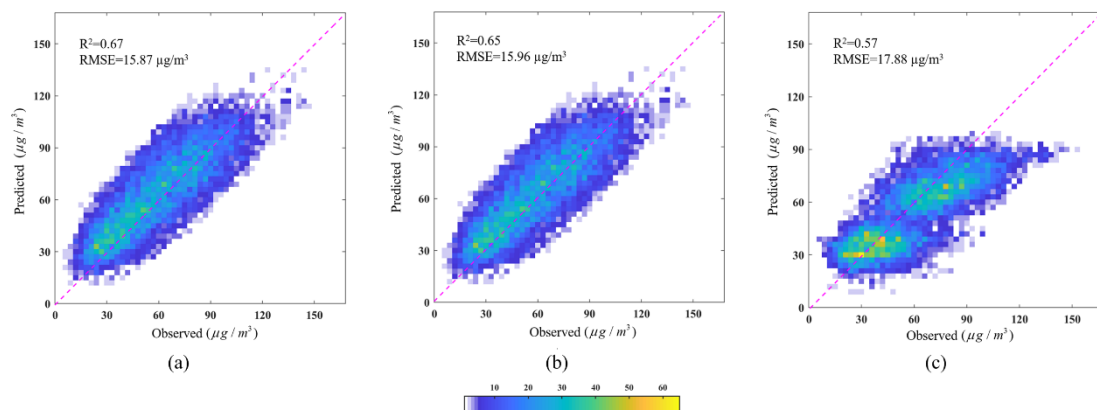 R²=0.67
RMSE=15.87 µg/m³
150
120
90
60
30
0
Predicted (µg / m³)
0 30 60 90 120 150
Observed (µg / m³)
(a)
R²=0.65
RMSE=15.96 µg/m³
150
120
90
60
30
0
Predicted (µg / m³)
0 30 60 90 120 150
Observed (µg / m³)
(b)
R²=0.57
RMSE=17.88 µg/m³
150
120
90
60
30
0
Predicted (µg / m³)
0 30 60 90 120 150
Observed (µg / m³)
(c)
10 20 30 40 50 60